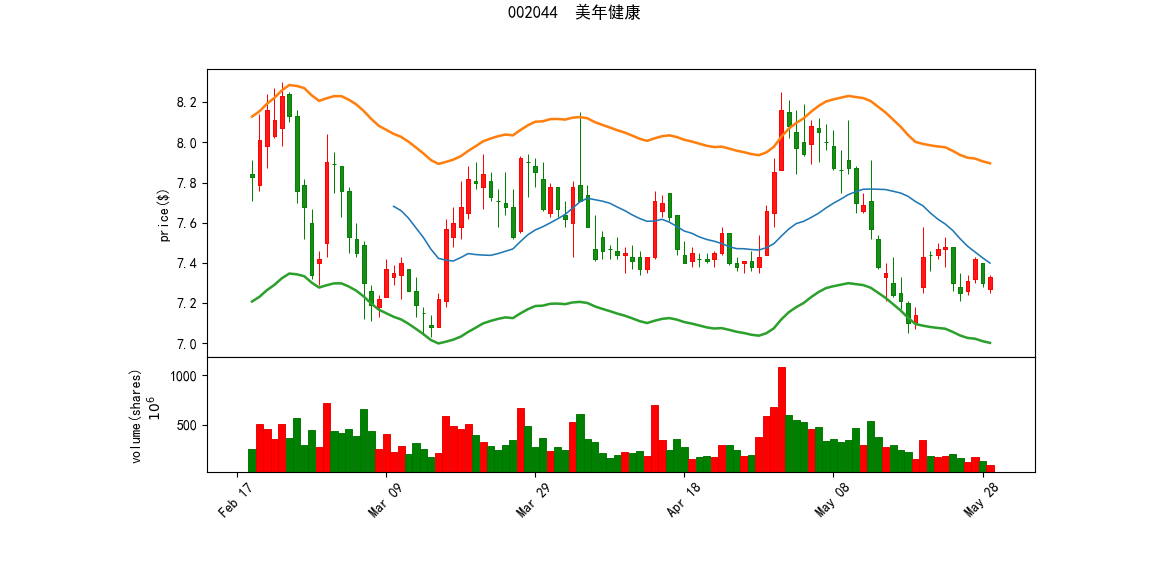 002044 美年健康
price($)
8.2
8.0
7.8
7.6
7.4
7.2
7.0
volume(shares)
10^6
1000
500
Feb 17
Mar 09
Mar 29
Apr 18
May 08
May 28